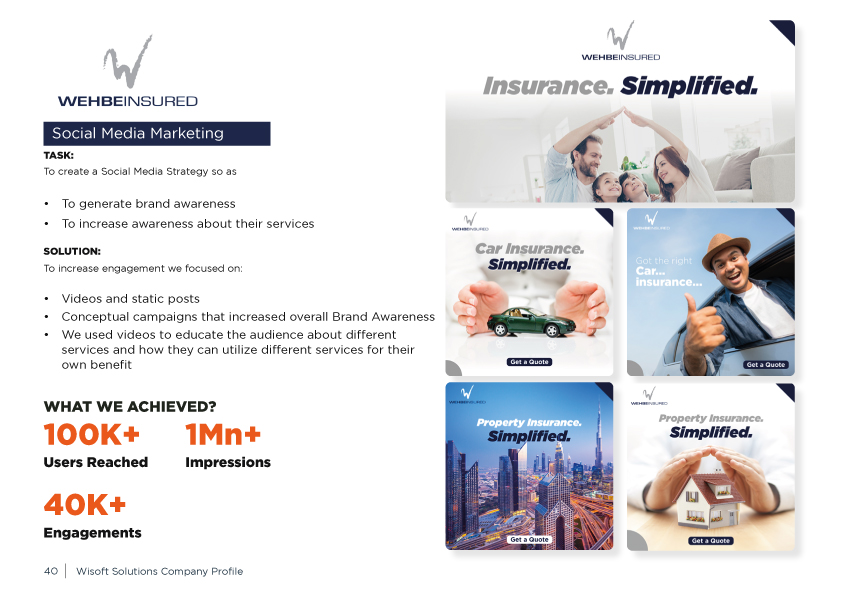 WEHBEINSURED
Social Media Marketing
TASK:
To create a Social Media Strategy so as
• To generate brand awareness
• To increase awareness about their services
SOLUTION:
To increase engagement we focused on:
• Videos and static posts
• Conceptual campaigns that increased overall Brand Awareness
• We used videos to educate the audience about different
services and how they can utilize different services for their
own benefit
WHAT WE ACHIEVED?
100K+ 1Mn+
Users Reached Impressions
40K+
Engagements
40 | Wisoft Solutions Company Profile
WEHBEINSURED
Insurance. Simplified.
WEHBEINSURED
Car Insurance.
Simplified.
Get a Quote
WEHBEINSURED
Got the right
Car...
insurance...
Get a Quote
WEHBEINSURED
Property Insurance.
Simplified.
Get a Quote
WEHBEINSURED
Property Insurance.
Simplified.
Get a Quote